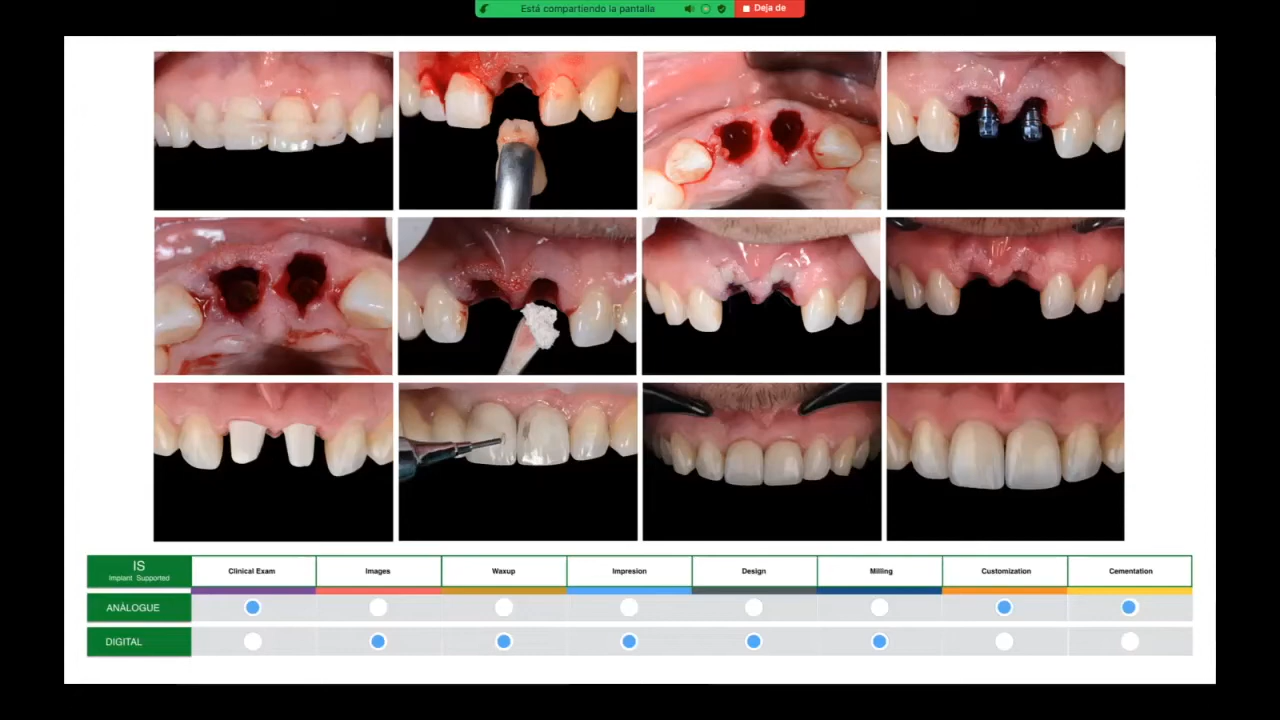 Está compartiendo la pantalla
Deja de
IS
Implant Supported
Clinical Exam
Images
Waxup
Impresion
Design
Milling
Customization
Cementation
ANÀLOGUE
DIGITAL